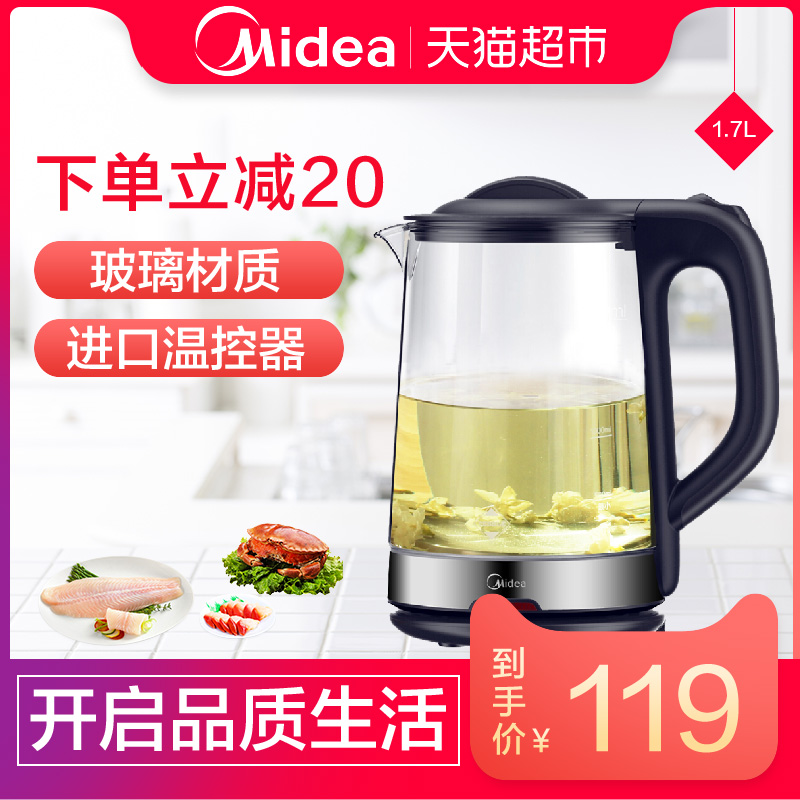 Midea 天猫超市
1.7L
下单立减20
玻璃材质
进口温控器
Midea
开启品质生活
到手价¥ 119